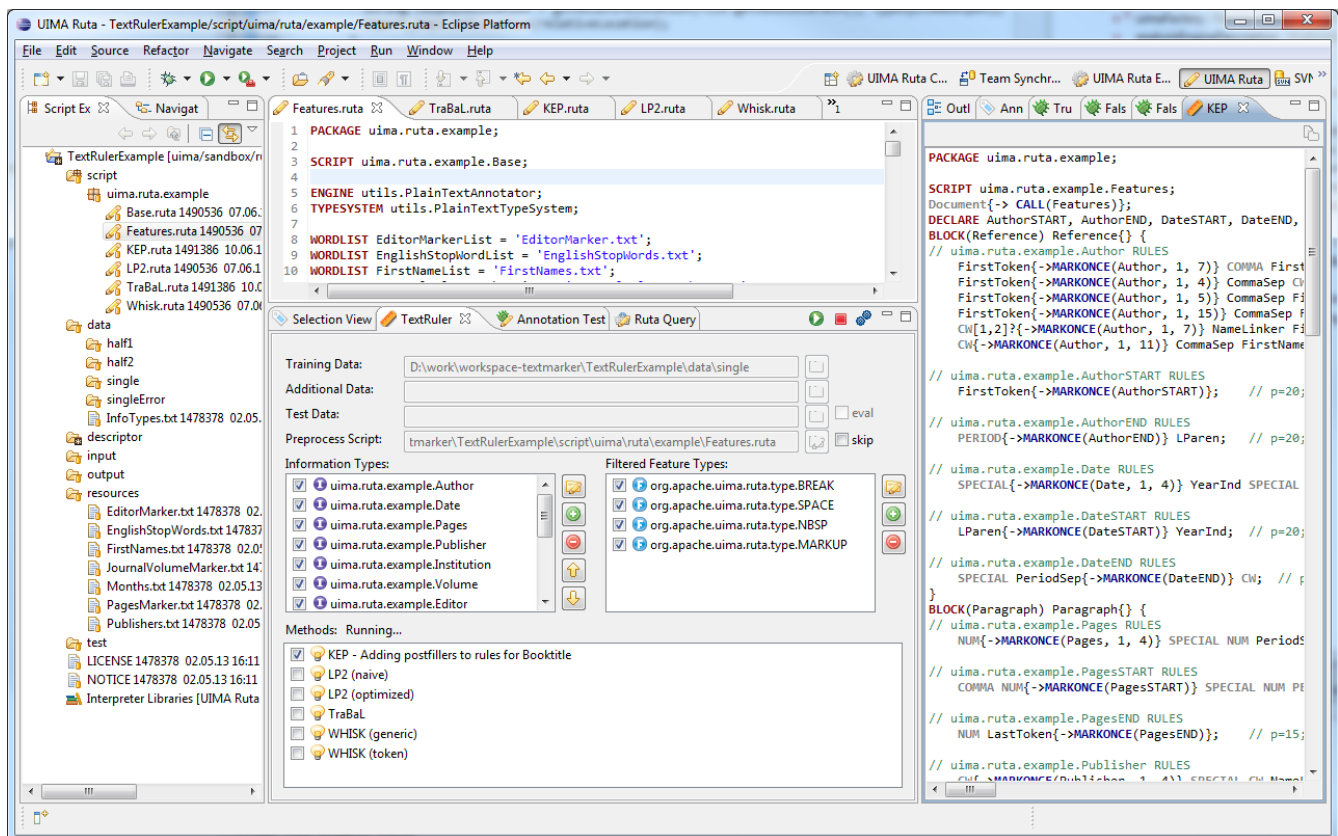 UIMA Ruta - TextRulerExample/script/uima/ruta/example/Features.ruta - Eclipse Platform
File Edit Source Refactor Navigate Search Project Run Window Help
UIMA Ruta C... Team Synchr... UIMA Ruta E... UIMA Ruta SVN
Script Ex Navigat
TextRulerExample [uima/sandbox/ru
script
uima.ruta.example
Base.ruta 1490536 07.06.
Features.ruta 1490536 07
KEP.ruta 1491386 10.06.1
LP2.ruta 1490536 07.06.1
TraBaL.ruta 1491386 10.0
Whisk.ruta 1490536 07.06
data
half1
half2
single
singleError
InfoTypes.txt 1478378 02.05.
descriptor
input
output
resources
EditorMarker.txt 1478378 02.
EnglishStopWords.txt 147837
FirstNames.txt 1478378 02.05
JournalVolumeMarker.txt 147
Months.txt 1478378 02.05.13
PagesMarker.txt 1478378 02.
Publishers.txt 1478378 02.05
test
LICENSE 1478378 02.05.13 16:11
NOTICE 1478378 02.05.13 16:11
Interpreter Libraries [UIMA Ruta
Features.ruta TraBaL.ruta KEP.ruta LP2.ruta Whisk.ruta »1
1 PACKAGE uima.ruta.example;
2
3 SCRIPT uima.ruta.example.Base;
4
5 ENGINE utils.PlainTextAnnotator;
6 TYPESYSTEM utils.PlainTextTypeSystem;
7
8 WORDLIST EditorMarkerList = 'EditorMarker.txt';
9 WORDLIST EnglishStopWordList = 'EnglishStopWords.txt';
10 WORDLIST FirstNameList = 'FirstNames.txt';
Selection View TextRuler Annotation Test Ruta Query
Training Data: D:\work\workspace-textmarker\TextRulerExample\data\single
Additional Data:
Test Data: eval
Preprocess Script: tmarker\TextRulerExample\script\uima\ruta\example\Features.ruta skip
Information Types: Filtered Feature Types:
uima.ruta.example.Author org.apache.uima.ruta.type.BREAK
uima.ruta.example.Date org.apache.uima.ruta.type.SPACE
uima.ruta.example.Pages org.apache.uima.ruta.type.NBSP
uima.ruta.example.Publisher org.apache.uima.ruta.type.MARKUP
uima.ruta.example.Institution
uima.ruta.example.Volume
uima.ruta.example.Editor
Methods: Running...
KEP - Adding postfillers to rules for Booktitle
LP2 (naive)
LP2 (optimized)
TraBaL
WHISK (generic)
WHISK (token)
Outl Ann Tru Fals Fals KEP
PACKAGE uima.ruta.example;
SCRIPT uima.ruta.example.Features;
Document{-> CALL(Features)};
DECLARE AuthorSTART, AuthorEND, DateSTART, DateEND,
BLOCK(Reference) Reference{} {
// uima.ruta.example.Author RULES
FirstToken{->MARKONCE(Author, 1, 7)} COMMA First
FirstToken{->MARKONCE(Author, 1, 4)} CommaSep CW
FirstToken{->MARKONCE(Author, 1, 5)} CommaSep Fi
FirstToken{->MARKONCE(Author, 1, 15)} CommaSep F
CW[1,2]?{->MARKONCE(Author, 1, 7)} NameLinker Fi
CW{->MARKONCE(Author, 1, 11)} CommaSep FirstName
// uima.ruta.example.AuthorSTART RULES
FirstToken{->MARKONCE(AuthorSTART)}; // p=20;
// uima.ruta.example.AuthorEND RULES
PERIOD{->MARKONCE(AuthorEND)} LParen; // p=20;
// uima.ruta.example.Date RULES
SPECIAL{->MARKONCE(Date, 1, 4)} YearInd SPECIAL
// uima.ruta.example.DateSTART RULES
LParen{->MARKONCE(DateSTART)} YearInd; // p=20;
// uima.ruta.example.DateEND RULES
SPECIAL PeriodSep{->MARKONCE(DateEND)} CW; // p
}
BLOCK(Paragraph) Paragraph{} {
// uima.ruta.example.Pages RULES
NUM{->MARKONCE(Pages, 1, 4)} SPECIAL NUM PeriodS
// uima.ruta.example.PagesSTART RULES
COMMA NUM{->MARKONCE(PagesSTART)} SPECIAL NUM PE
// uima.ruta.example.PagesEND RULES
NUM LastToken{->MARKONCE(PagesEND)}; // p=15;
// uima.ruta.example.Publisher RULES